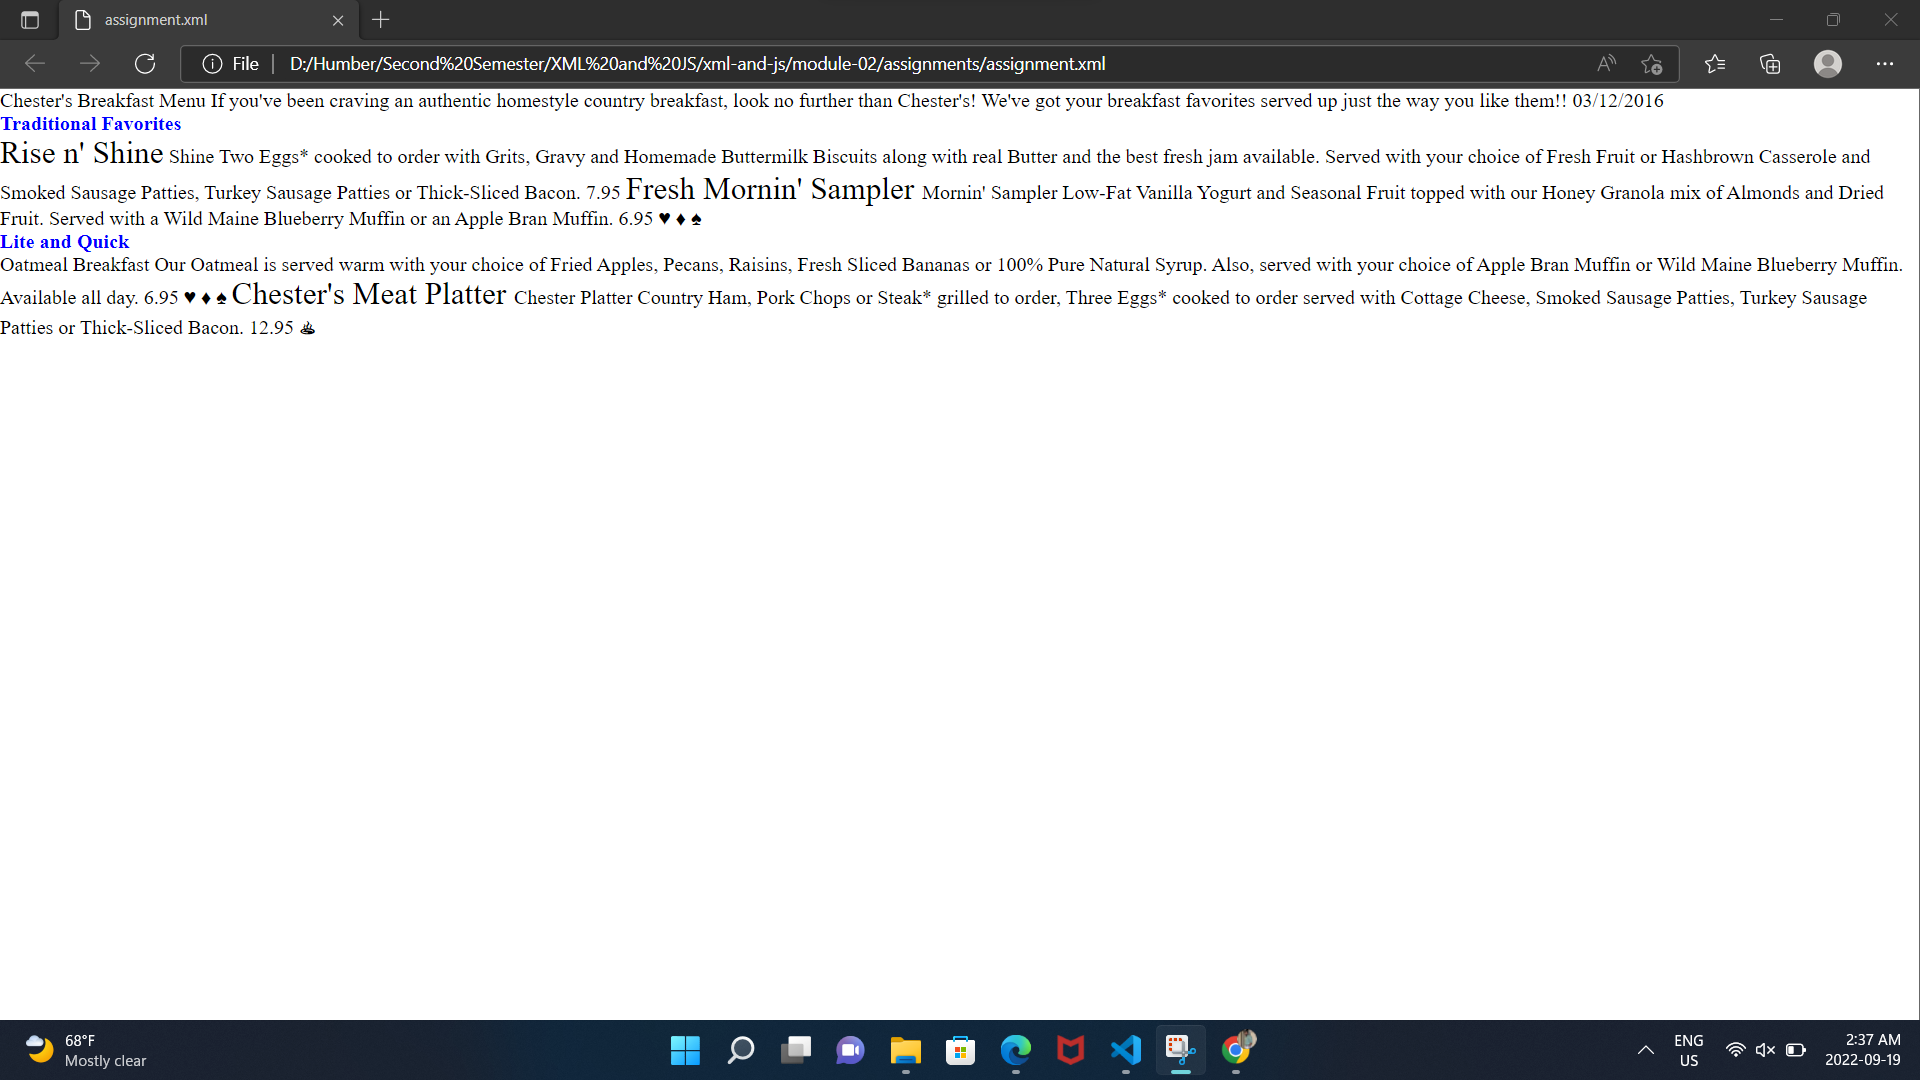 assignment.xml
File | D:/Humber/Second%20Semester/XML%20and%20JS/xml-and-js/module-02/assignments/assignment.xml
Chester's Breakfast Menu If you've been craving an authentic homestyle country breakfast, look no further than Chester's! We've got your breakfast favorites served up just the way you like them!! 03/12/2016
Traditional Favorites
Rise n' Shine Shine Two Eggs* cooked to order with Grits, Gravy and Homemade Buttermilk Biscuits along with real Butter and the best fresh jam available. Served with your choice of Fresh Fruit or Hashbrown Casserole and
Smoked Sausage Patties, Turkey Sausage Patties or Thick-Sliced Bacon. 7.95 Fresh Mornin' Sampler Mornin' Sampler Low-Fat Vanilla Yogurt and Seasonal Fruit topped with our Honey Granola mix of Almonds and Dried
Fruit. Served with a Wild Maine Blueberry Muffin or an Apple Bran Muffin. 6.95 ♥ ♦ ♠
Lite and Quick
Oatmeal Breakfast Our Oatmeal is served warm with your choice of Fried Apples, Pecans, Raisins, Fresh Sliced Bananas or 100% Pure Natural Syrup. Also, served with your choice of Apple Bran Muffin or Wild Maine Blueberry Muffin.
Available all day. 6.95 ♥ ♦ ♠ Chester's Meat Platter Chester Platter Country Ham, Pork Chops or Steak* grilled to order, Three Eggs* cooked to order served with Cottage Cheese, Smoked Sausage Patties, Turkey Sausage
Patties or Thick-Sliced Bacon. 12.95 ♨
68°F
Mostly clear
ENG
US
2:37 AM
2022-09-19